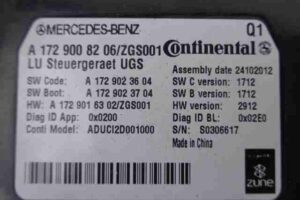 MERCEDES-BENZ Q1
A 172 900 82 06/ZGS001 Continental
LU Steuergeraet UGS Assembly date 24102012
SW Code: A 172 902 36 04 SW C version 1712
SW Boot: A 172 902 37 04 SW B version 1712
HW: A 172 901 63 02/ZGS001 HW version 2912
Diag ID App: 0x0200 Diag ID BL: 0x02E0
Conti Model: ADUCI2D001000 S/N: S0306617
Made in China
zune